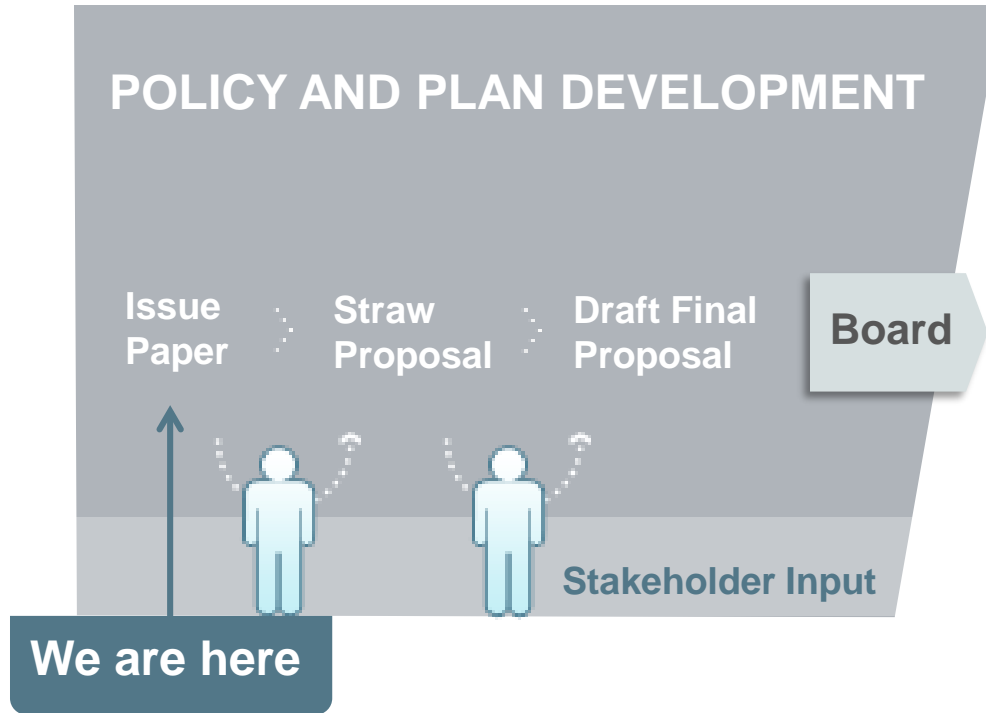 POLICY AND PLAN DEVELOPMENT
Issue
Paper
Straw
Proposal
Draft Final
Proposal
Board
Stakeholder Input
We are here